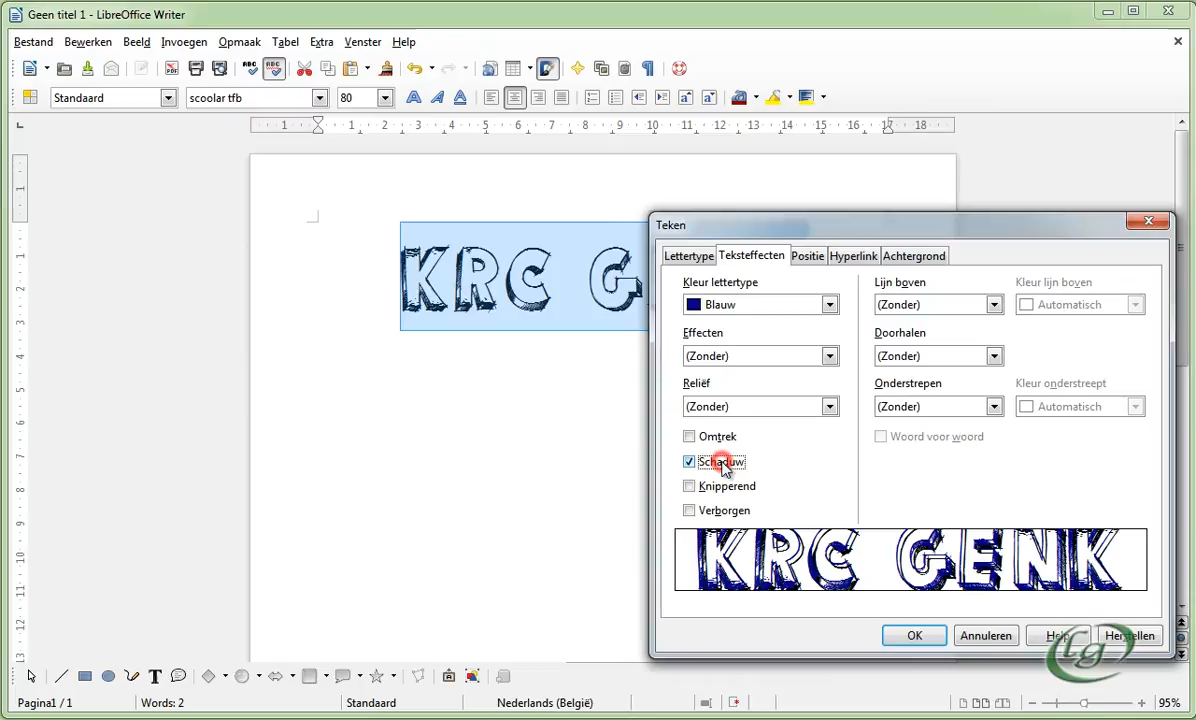 Geen titel 1 - LibreOffice Writer
Bestand Bewerken Beeld Invoegen Opmaak Tabel Extra Venster Help
Standaard scoolar tfb 80
1 1 2 3 4 5 6 7 8 9 10 11 12 13 14 15 16 17 18
KRC G
Teken
Lettertype Teksteffecten Positie Hyperlink Achtergrond
Kleur lettertype Lijn boven Kleur lijn boven
Blauw (Zonder) Automatisch
Effecten Doorhalen
(Zonder) (Zonder)
Reliëf Onderstrepen Kleur onderstreept
(Zonder) (Zonder) Automatisch
Omtrek Woord voor woord
Schaduw
Knipperend
Verborgen
KRC GENK
OK Annuleren Help Herstellen
Lg
Pagina1 / 1 Words: 2 Standaard Nederlands (België) 95%